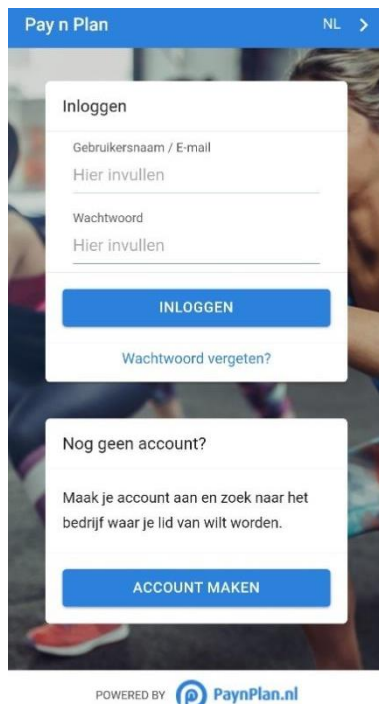 Pay n Plan NL
Inloggen
Gebruikersnaam / E-mail
Hier invullen
Wachtwoord
Hier invullen
INLOGGEN
Wachtwoord vergeten?
Nog geen account?
Maak je account aan en zoek naar het
bedrijf waar je lid van wilt worden.
ACCOUNT MAKEN
POWERED BY PaynPlan.nl